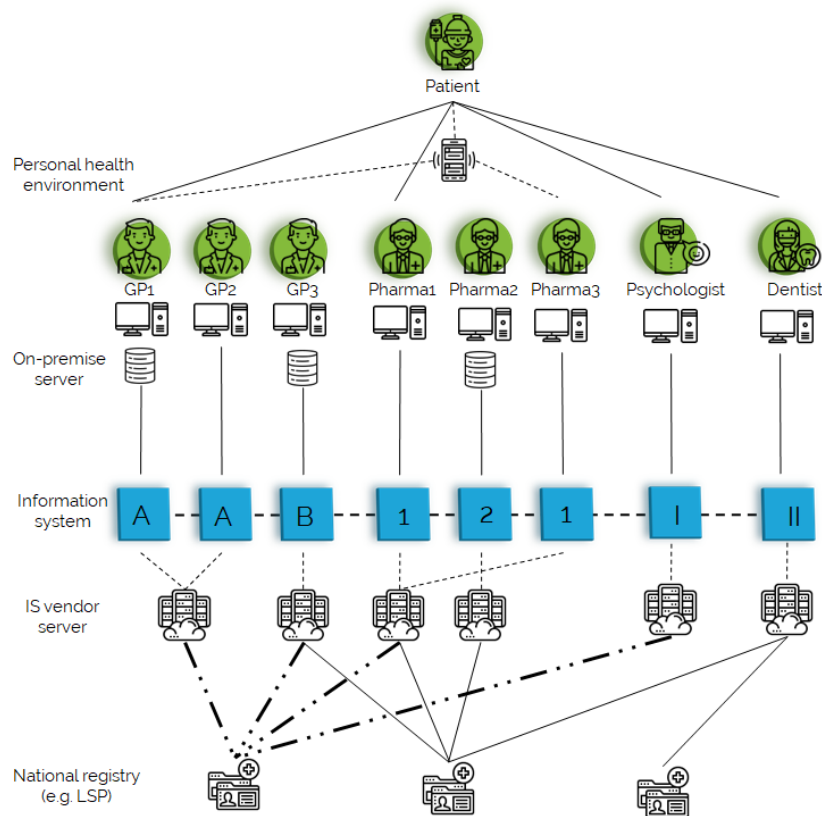 Patient
Personal health
environment
GP1 GP2 GP3 Pharma1 Pharma2 Pharma3 Psychologist Dentist
On-premise
server
Information
system
A A B 1 2 1 I II
IS vendor
server
National registry
(e.g. LSP)